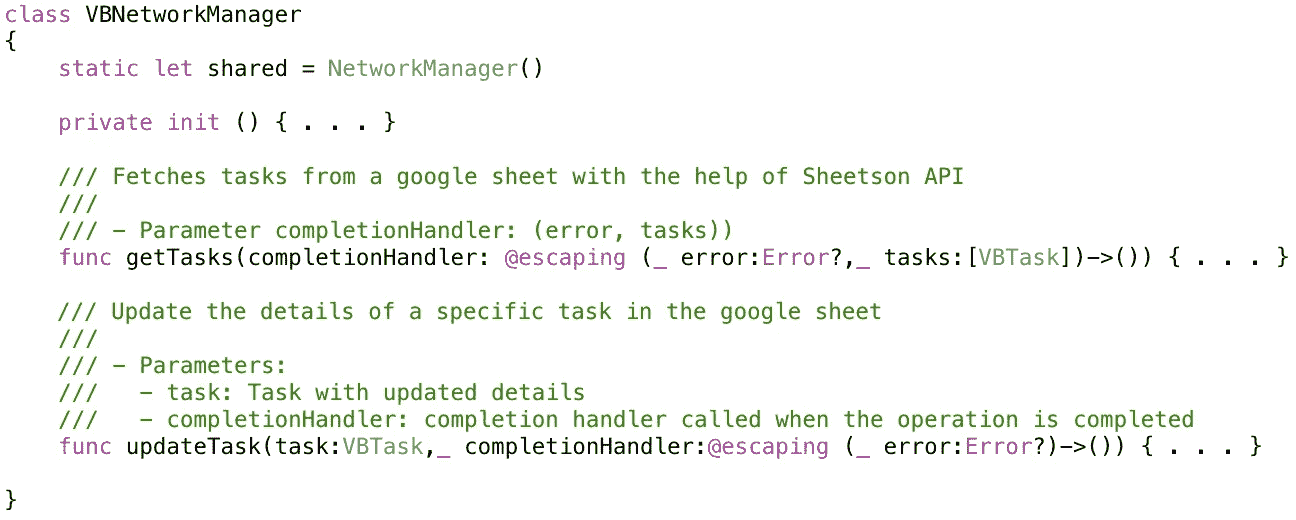 class VBNetworkManager
{
    static let shared = NetworkManager()
    private init () { . . . }
    /// Fetches tasks from a google sheet with the help of Sheetson API
    ///
    /// – Parameter completionHandler: (error, tasks))
    func getTasks(completionHandler: @escaping (_ error:Error?,_ tasks:[VBTask])->()) { . . . }
    /// Update the details of a specific task in the google sheet
    ///
    /// – Parameters:
    ///   – task: Task with updated details
    ///   – completionHandler: completion handler called when the operation is completed
    func updateTask(task:VBTask,_ completionHandler:@escaping (_ error:Error?)->()) { . . . }
}